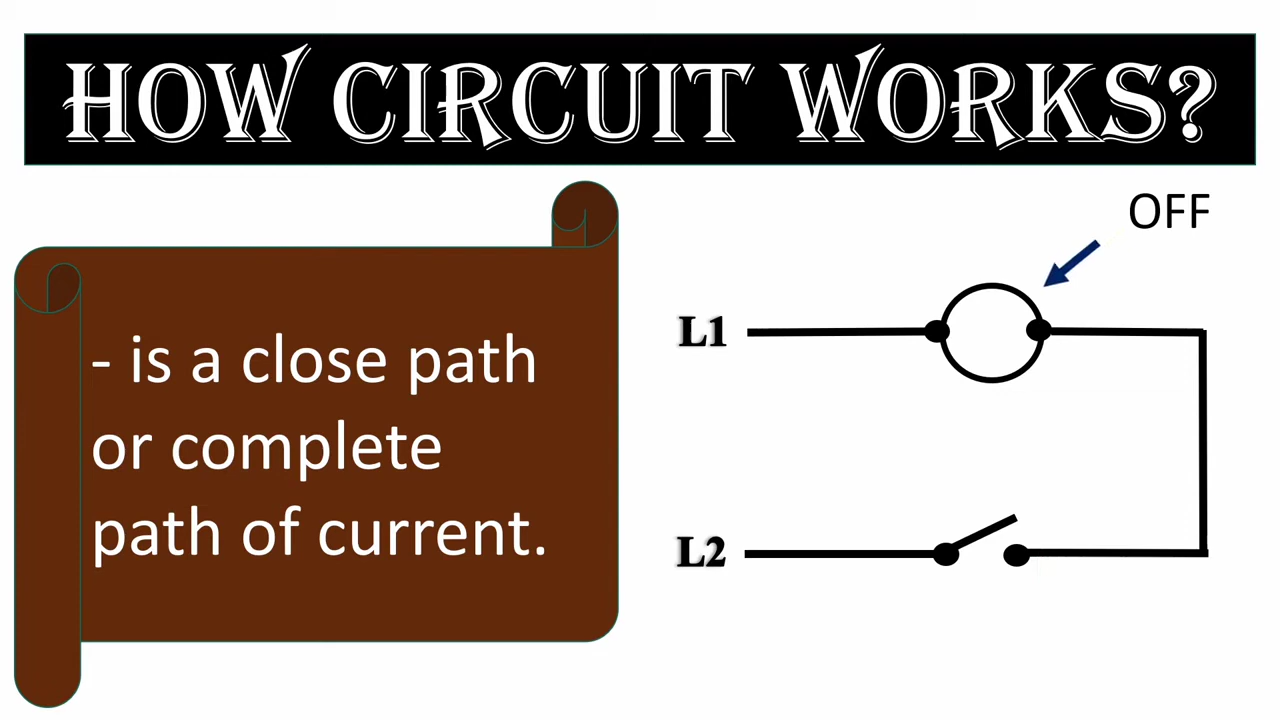 HOW CIRCUIT WORKS?
OFF
L1
- is a close path
or complete
path of current.
L2